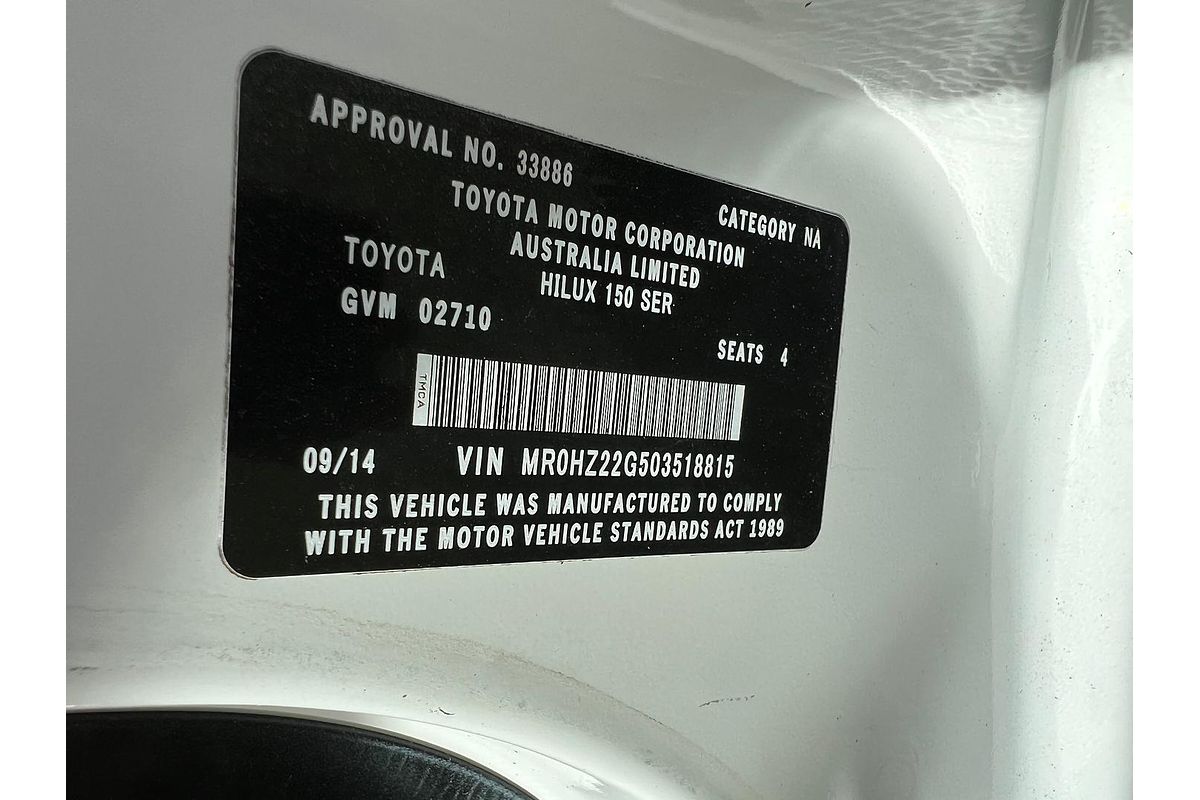 APPROVAL NO. 33886
CATEGORY NA
TOYOTA MOTOR CORPORATION
AUSTRALIA LIMITED
TOYOTA
HILUX 150 SER
GVM 02710
SEATS 4
TMCA
09/14 VIN MR0HZ22G503518815
THIS VEHICLE WAS MANUFACTURED TO COMPLY
WITH THE MOTOR VEHICLE STANDARDS ACT 1989